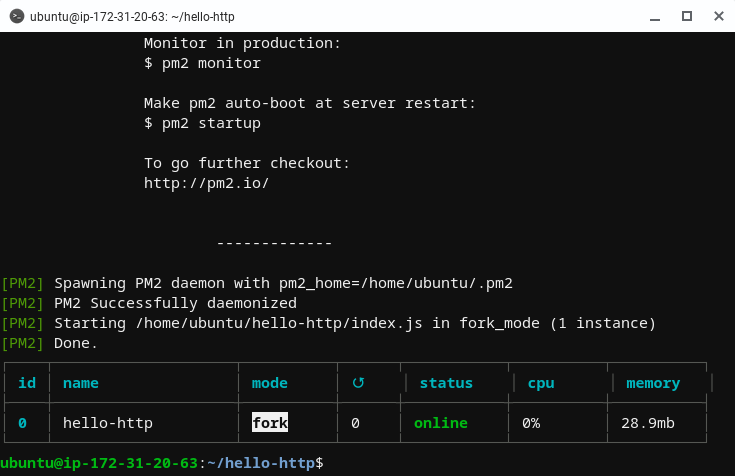 ubuntu@ip-172-31-20-63: ~/hello-http
Monitor in production:
$ pm2 monitor
Make pm2 auto-boot at server restart:
$ pm2 startup
To go further checkout:
http://pm2.io/
-------------
[PM2] Spawning PM2 daemon with pm2_home=/home/ubuntu/.pm2
[PM2] PM2 Successfully daemonized
[PM2] Starting /home/ubuntu/hello-http/index.js in fork_mode (1 instance)
[PM2] Done.
id name mode ↺ status cpu memory
0 hello-http fork 0 online 0% 28.9mb
ubuntu@ip-172-31-20-63:~/hello-http$